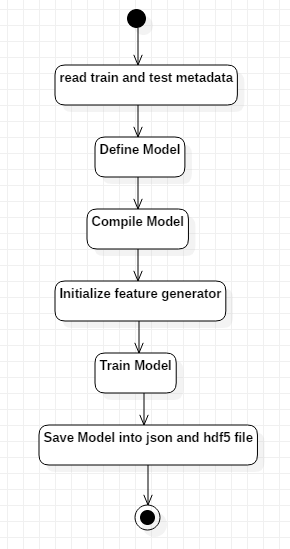 read train and test metadata
Define Model
Compile Model
Initialize feature generator
Train Model
Save Model into json and hdf5 file